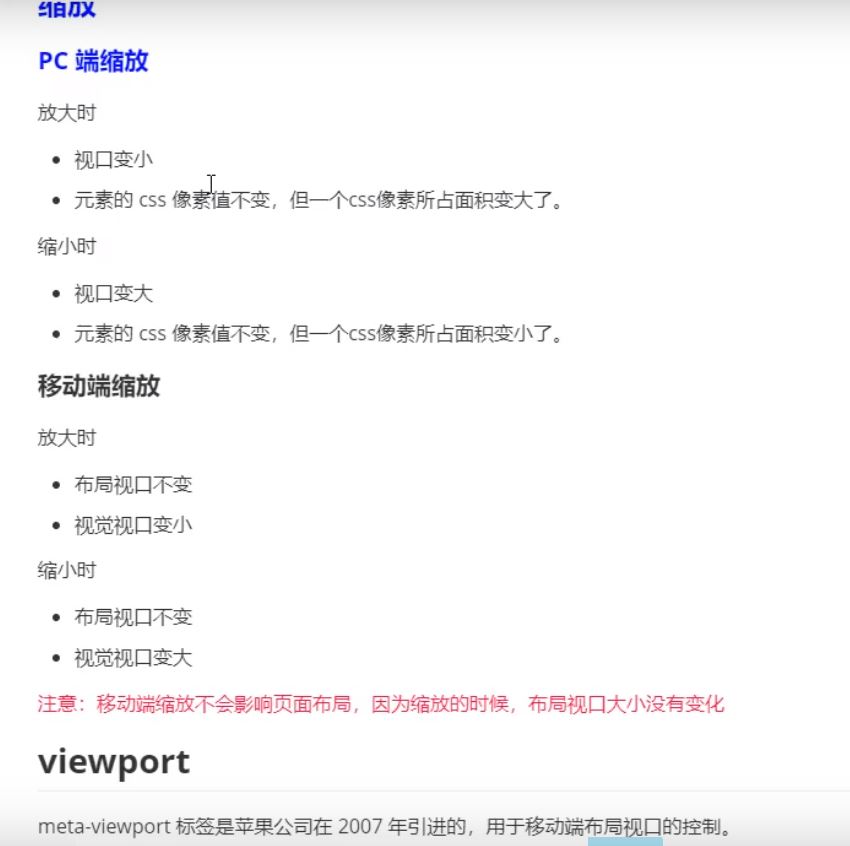 缩放
PC 端缩放
放大时
视口变小
元素的 css 像素值不变，但一个css像素所占面积变大了。
缩小时
视口变大
元素的 css 像素值不变，但一个css像素所占面积变小了。
移动端缩放
放大时
布局视口不变
视觉视口变小
缩小时
布局视口不变
视觉视口变大
注意：移动端缩放不会影响页面布局，因为缩放的时候，布局视口大小没有变化
viewport
meta-viewport 标签是苹果公司在 2007 年引进的，用于移动端布局视口的控制。